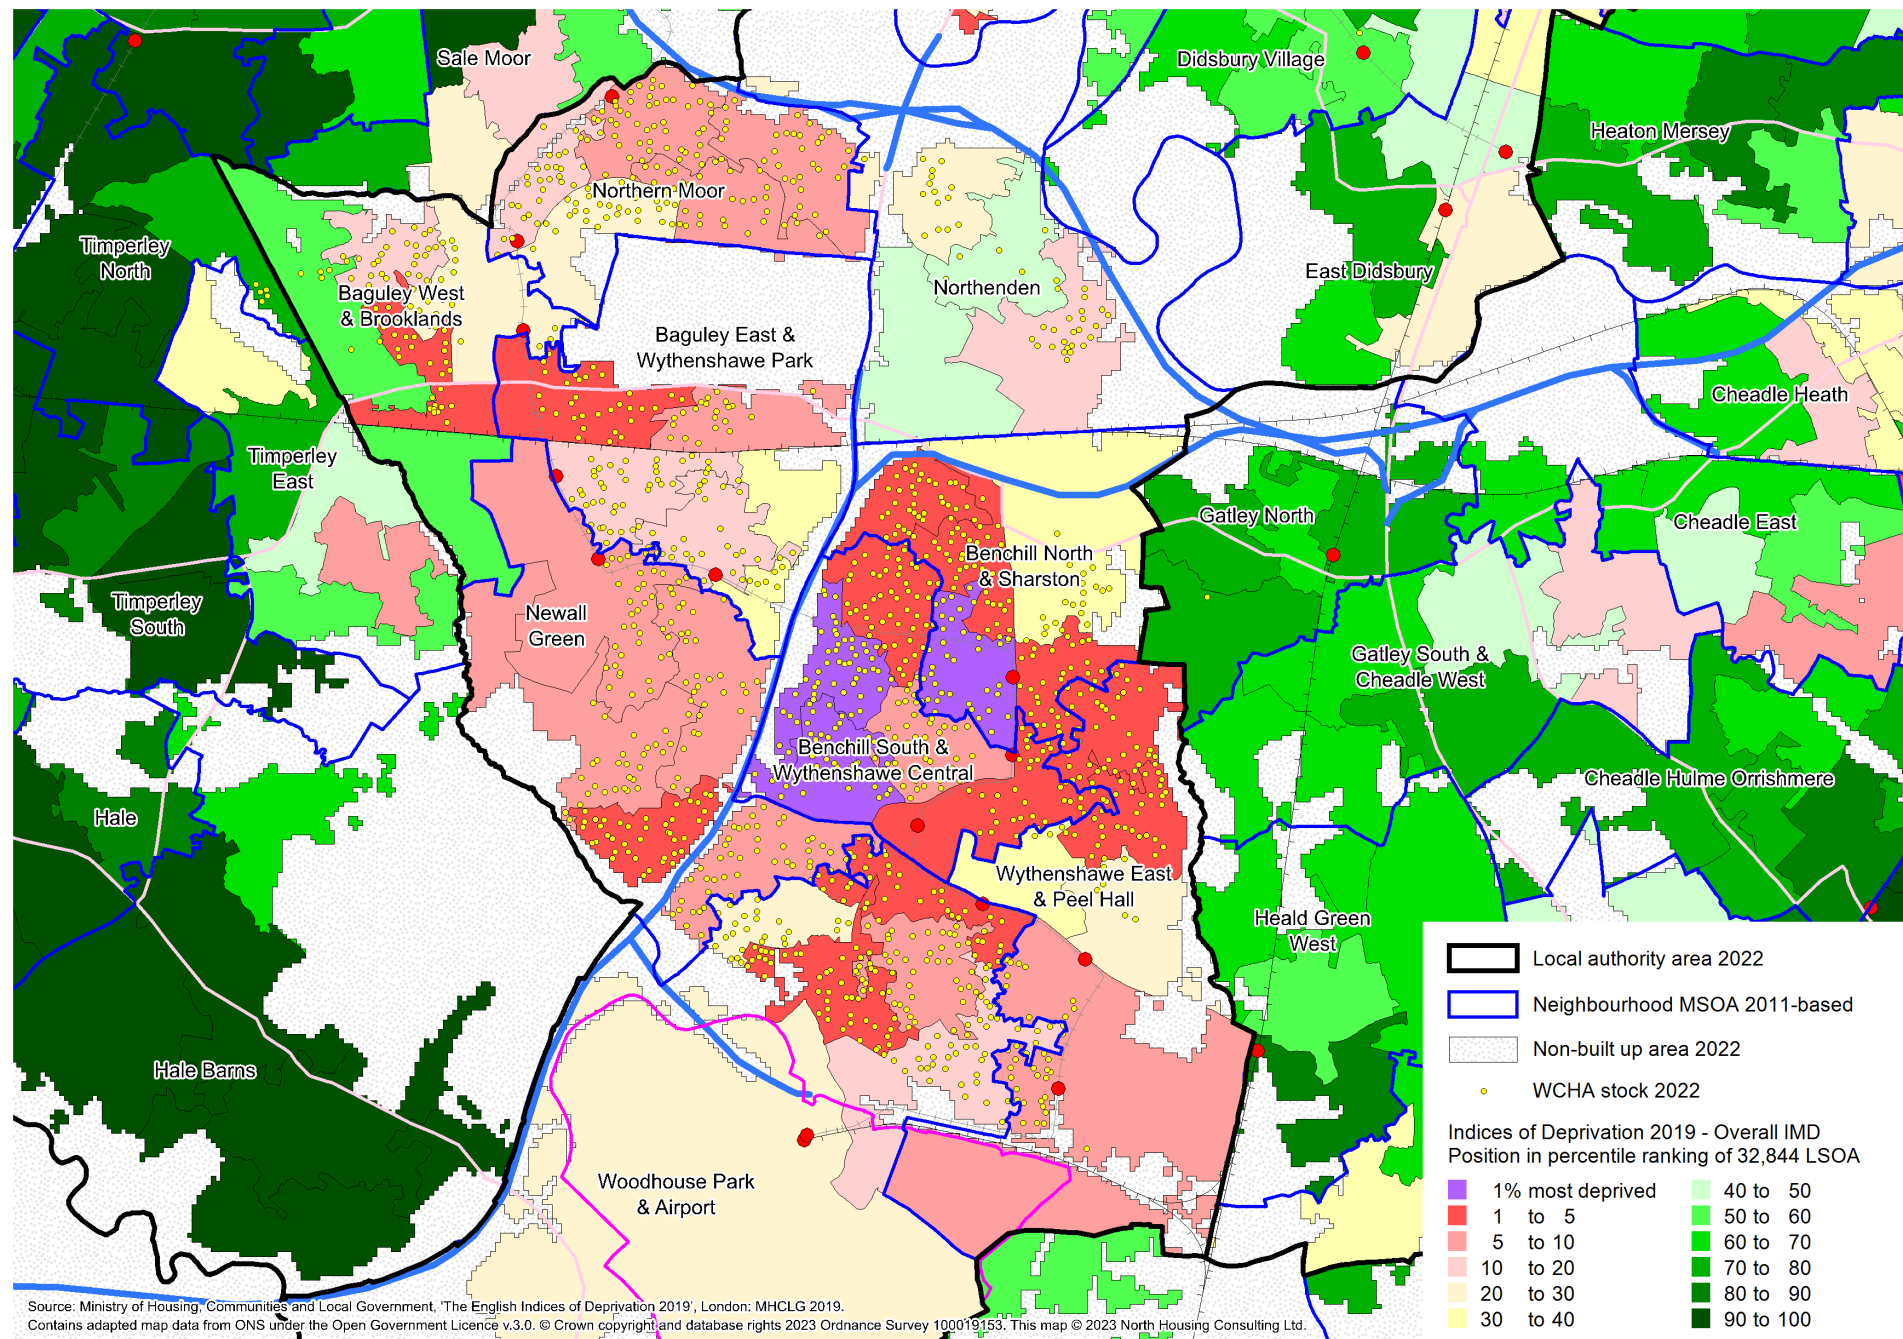 Sale Moor
Didsbury Village
Heaton Mersey
Northern Moor
Timperley
North
East Didsbury
Baguley West
& Brooklands
Northenden
Baguley East &
Wythenshawe Park
Cheadle Heath
Timperley
East
Gatley North
Cheadle East
Benchill North
& Sharston
Timperley
South
Newall
Green
Gatley South &
Cheadle West
Benchill South &
Wythenshawe Central
Cheadle Hulme Orrishmere
Hale
Wythenshawe East
& Peel Hall
Heald Green
West
Hale Barns
Woodhouse Park
& Airport
Local authority area 2022
Neighbourhood MSOA 2011-based
Non-built up area 2022
WCHA stock 2022
Indices of Deprivation 2019 - Overall IMD
Position in percentile ranking of 32,844 LSOA
1% most deprived
1 to 5
5 to 10
10 to 20
20 to 30
30 to 40
40 to 50
50 to 60
60 to 70
70 to 80
80 to 90
90 to 100
Source: Ministry of Housing, Communities and Local Government, 'The English Indices of Deprivation 2019', London: MHCLG 2019.
Contains adapted map data from ONS under the Open Government Licence v.3.0. © Crown copyright and database rights 2023 Ordnance Survey 100019153. This map © 2023 North Housing Consulting Ltd.